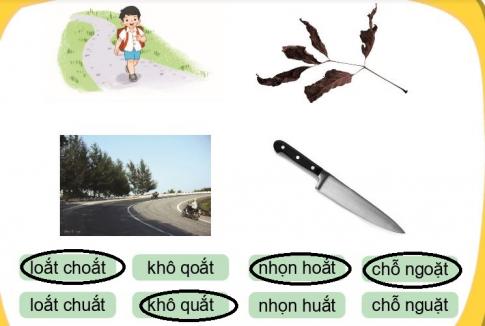 loắt choắt khô qoắt nhọn hoắt chỗ ngoặt
loắt chuắt khô quắt nhọn huắt chỗ nguặt